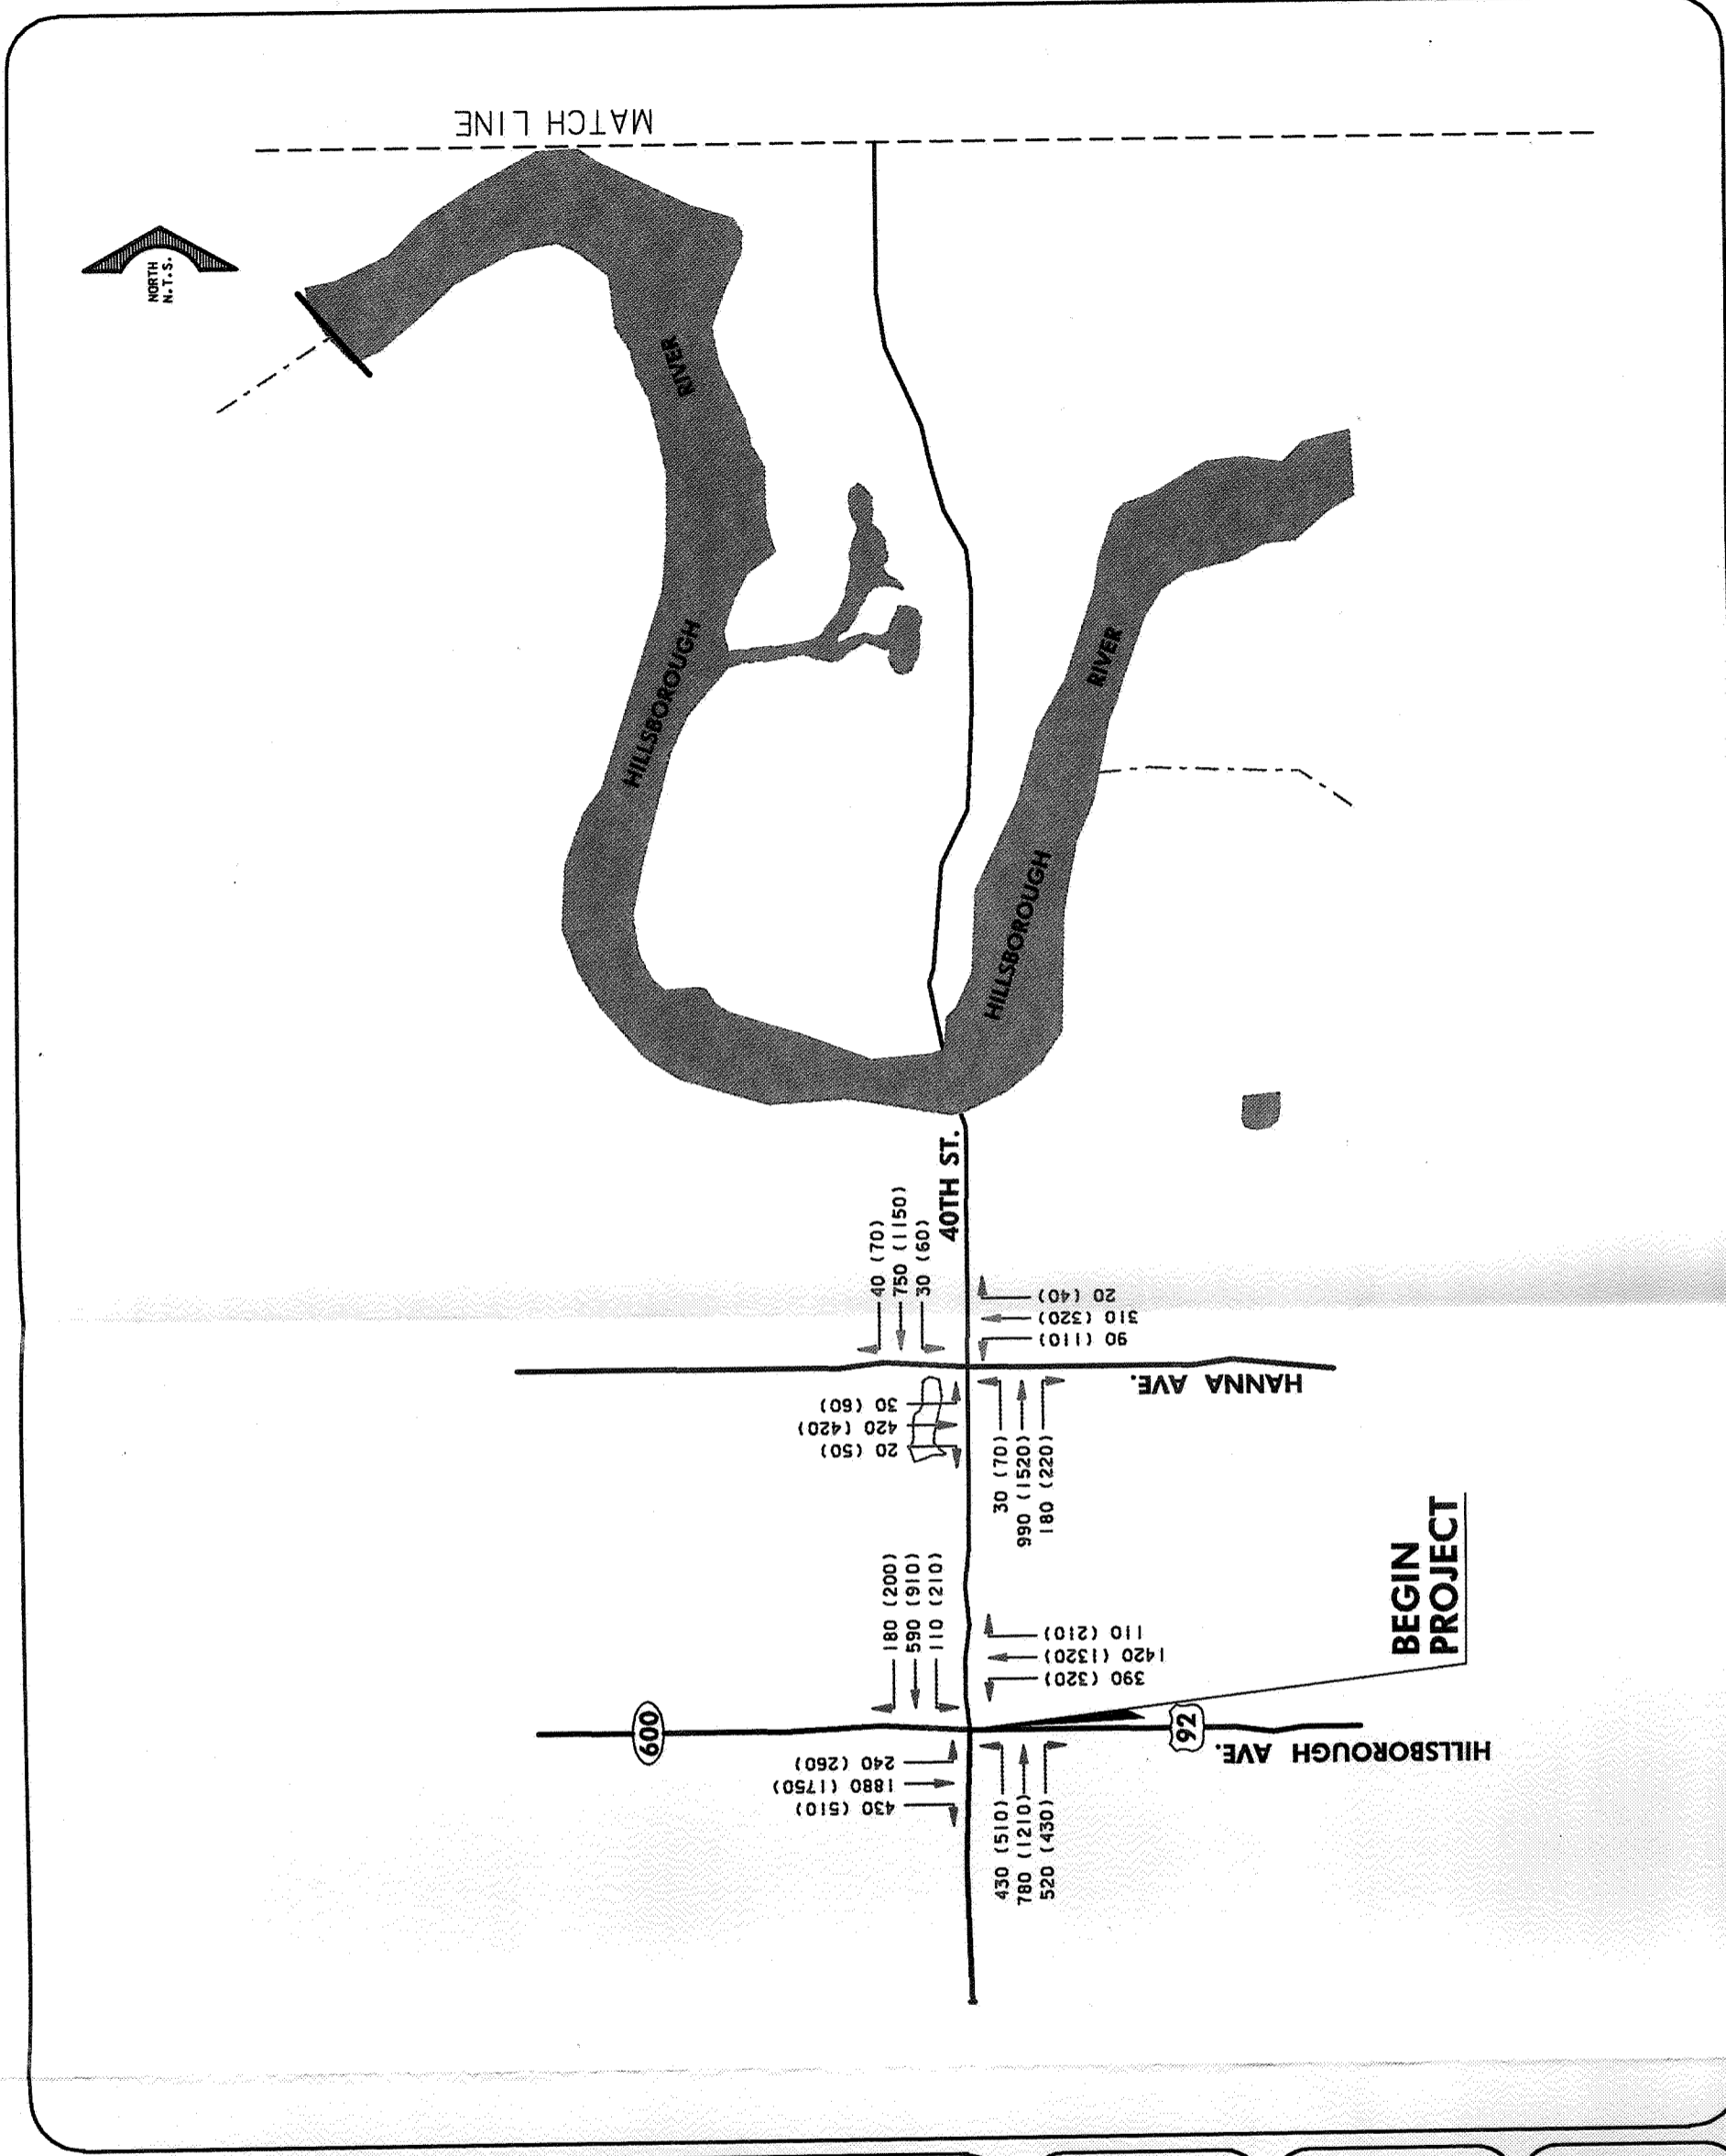 MATCH LINE
NORTH
N.T.S.
RIVER
HILLSBOROUGH
RIVER
HILLSBOROUGH
40TH ST.
40 (70)
750 (1150)
30 (60)
20 (40)
310 (320)
90 (110)
HANNA AVE.
30 (60)
420 (420)
20 (50)
30 (70)
990 (1520)
180 (220)
180 (200)
590 (910)
110 (210)
110 (210)
1420 (1320)
390 (320)
BEGIN
PROJECT
600
92
HILLSBOROUGH AVE.
240 (260)
1880 (1750)
430 (510)
430 (510)
780 (1210)
520 (430)